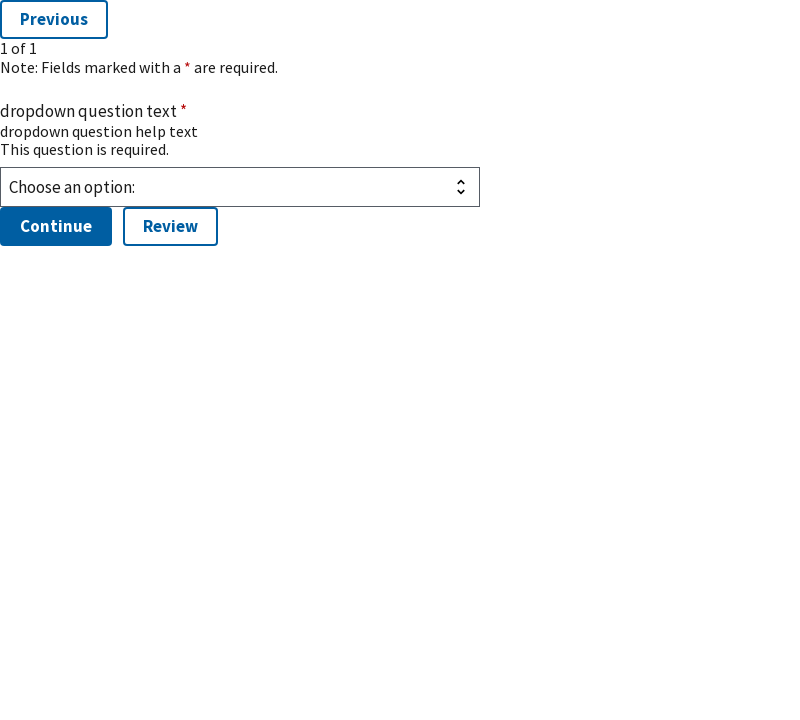 Previous
1 of 1
Note: Fields marked with a * are required.
dropdown question text *
dropdown question help text
This question is required.
Choose an option:
Continue Review